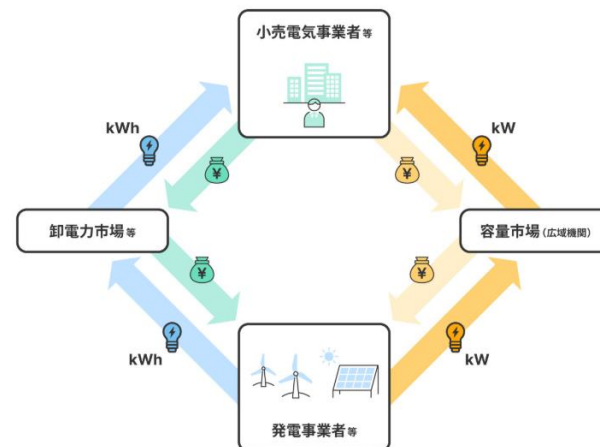 小売電気事業者等
kWh
kW
¥
¥
卸電力市場等
容量市場(広域機関)
¥
¥
kWh
kW
発電事業者等